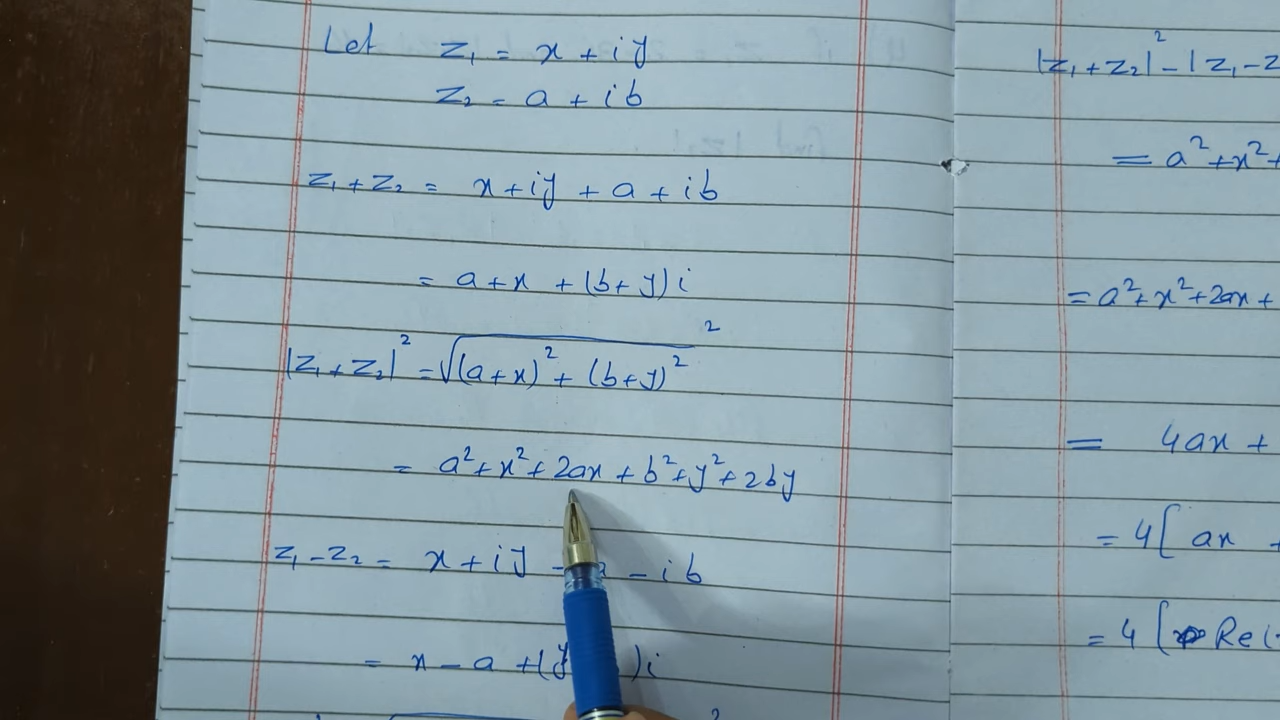 Let z₁ = x + iy
z₂ = a + ib
z₁ + z₂ = x + iy + a + ib
= a + x + (b + y)i
|z₁ + z₂|² = √(a+x)² + (b+y)² ²
= a² + x² + 2ax + b² + y² + 2by
z₁ - z₂ = x + iy - a - ib
= x - a + (y )i
|z₁ + z₂|² - |z₁ - z
= a² + x² +
= a² + x² + 2ax +
= 4ax +
= 4[ ax +
= 4 [ Re(